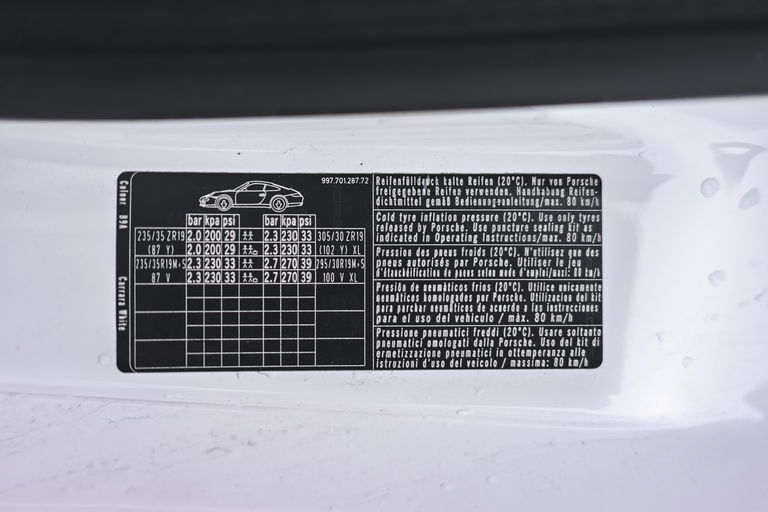 997.701.287.72
Colour B9A Carrara White
bar kpa psi bar kpa psi
235/35 ZR19 2.0 200 29 2.3 230 33 305/30 ZR19
(87 Y) 2.0 200 29 2.3 230 33 (102 Y) XL
235/35R19M+S 2.3 230 33 2.7 270 39 295/30R19M+S
87 V 2.3 230 33 2.7 270 39 100 V XL
Reifenfülldruck kalte Reifen (20°C). Nur von Porsche
freigegebene Reifen verwenden. Handhabung Reifen-
dichtmittel gemäß Bedienungsanleitung/max. 80 km/h
Cold tyre inflation pressure (20°C). Use only tyres
released by Porsche. Use puncture sealing kit as
indicated in Operating Instructions/max. 80 km/h
Pression des pneus froids (20°C). N'utilisez que des
pneus autorisés par Porsche. Utiliser le jeu
d'étanchéification de pneus selon mode d'emploi/maxi: 80 km/h
Presión de neumáticos fríos (20°C). Utilice unicamente
neumáticos homologados por Porsche. Utilizacion del kit
para parchar neumáticos de acuerdo a las instrucciones
para el uso del vehículo / máx. 80 km/h
Pressione pneumatici freddi (20°C). Usare soltanto
pneumatici omologati dalla Porsche. Uso del kit di
ermetizzazione pneumatici in ottemperanza alle
istruzioni d'uso del veicolo / massima: 80 km/h